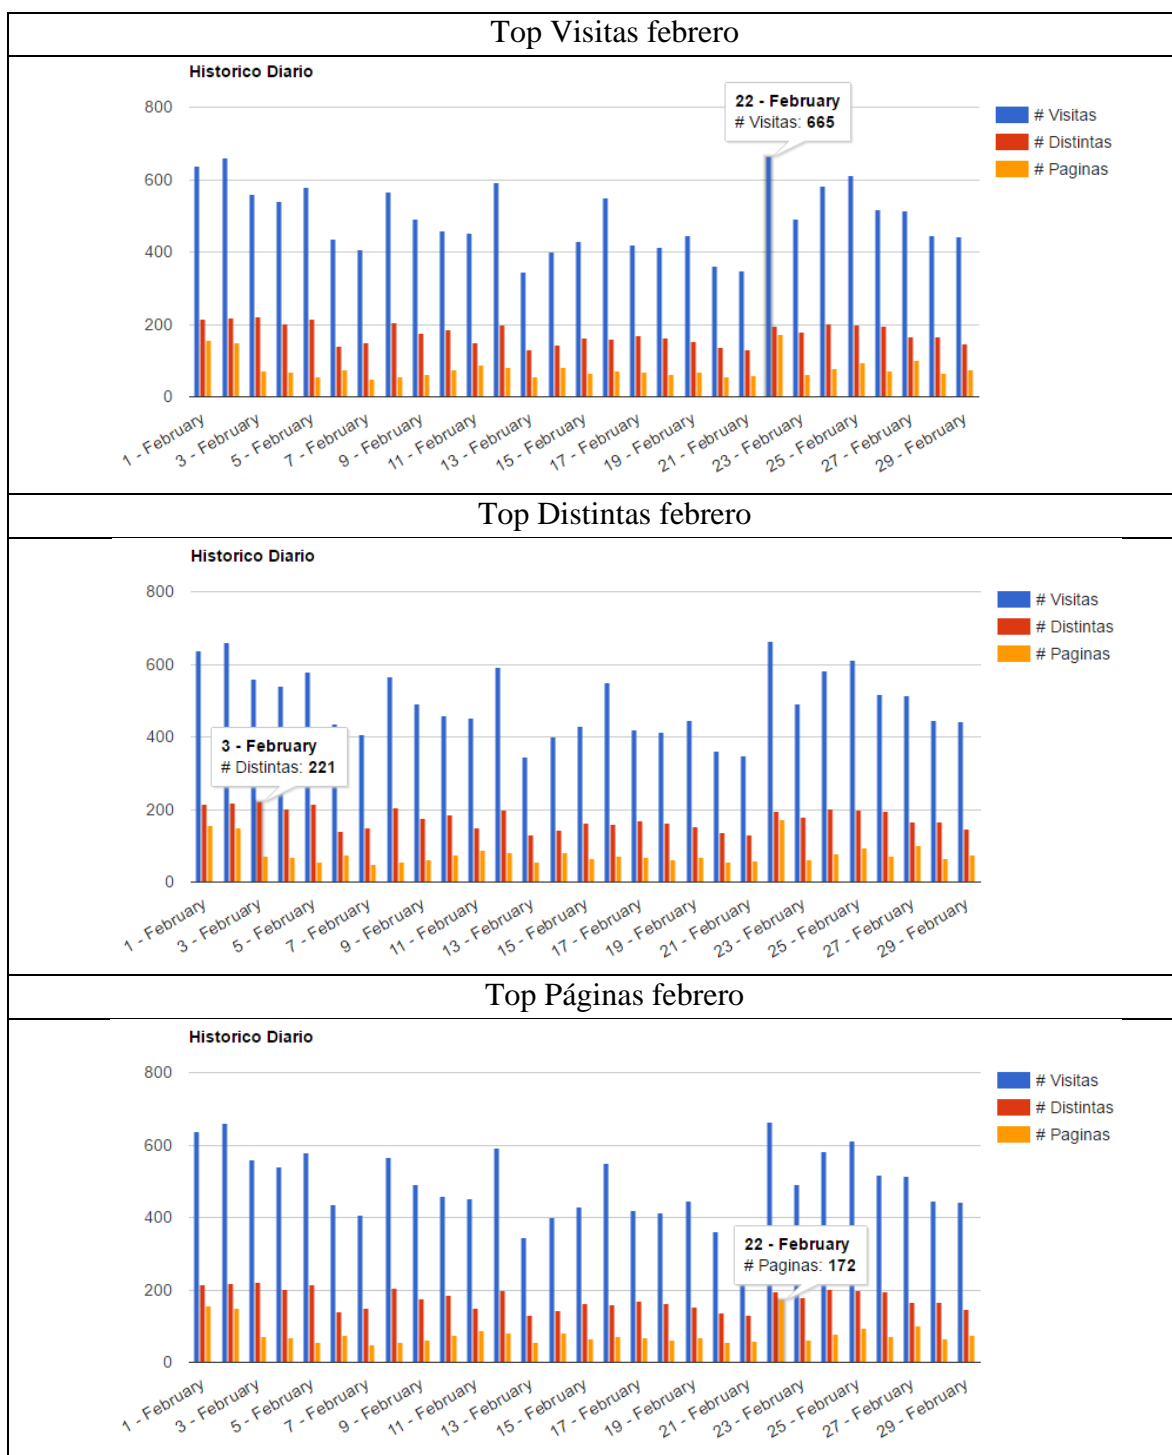 Top Visitas febrero
Historico Diario
22 - February
# Visitas: 665
800
600
400
200
0
# Visitas
# Distintas
# Paginas
1 - February
3 - February
5 - February
7 - February
9 - February
11 - February
13 - February
15 - February
17 - February
19 - February
21 - February
23 - February
25 - February
27 - February
29 - February
Top Distintas febrero
Historico Diario
800
600
400
200
0
3 - February
# Distintas: 221
# Visitas
# Distintas
# Paginas
1 - February
3 - February
5 - February
7 - February
9 - February
11 - February
13 - February
15 - February
17 - February
19 - February
21 - February
23 - February
25 - February
27 - February
29 - February
Top Páginas febrero
Historico Diario
800
600
400
200
0
22 - February
# Paginas: 172
# Visitas
# Distintas
# Paginas
1 - February
3 - February
5 - February
7 - February
9 - February
11 - February
13 - February
15 - February
17 - February
19 - February
21 - February
23 - February
25 - February
27 - February
29 - February